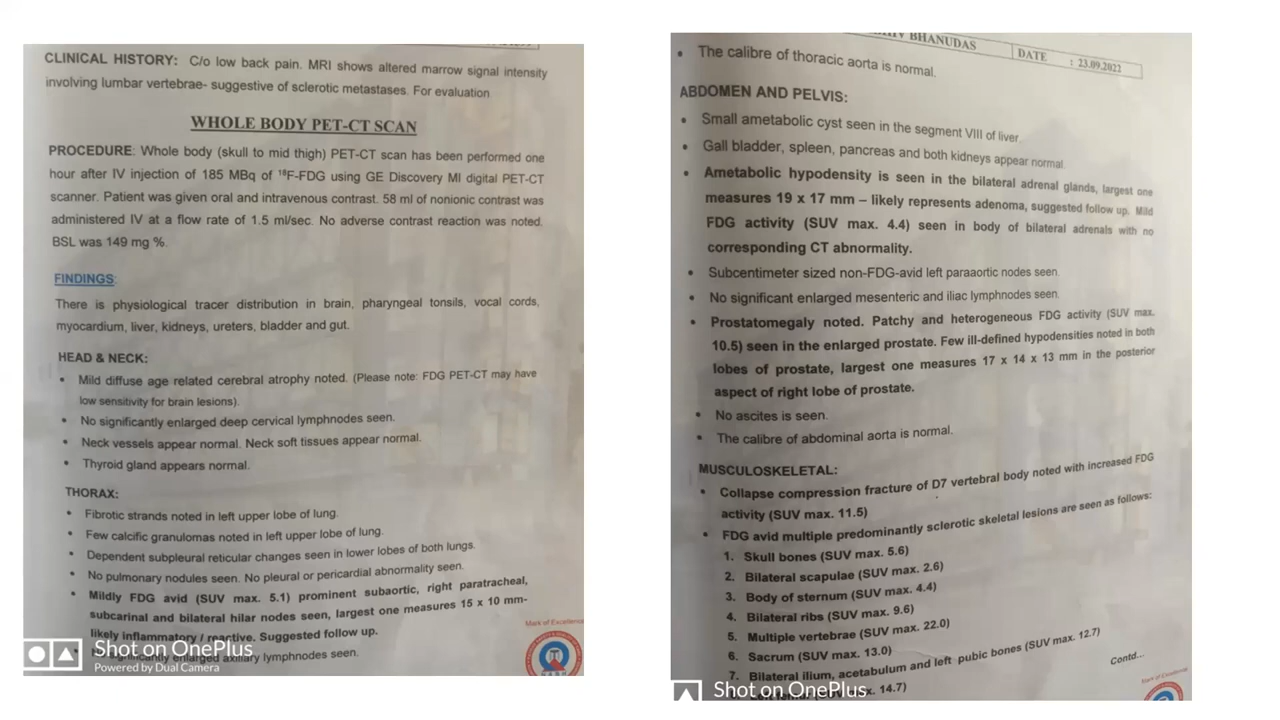 CLINICAL HISTORY: C/o low back pain. MRI shows altered marrow signal intensity
involving lumbar vertebrae- suggestive of sclerotic metastases. For evaluation
WHOLE BODY PET-CT SCAN
PROCEDURE: Whole body (skull to mid thigh) PET-CT scan has been performed one
hour after IV injection of 185 MBq of ¹⁸F-FDG using GE Discovery MI digital PET-CT
scanner. Patient was given oral and intravenous contrast. 58 ml of nonionic contrast was
administered IV at a flow rate of 1.5 ml/sec. No adverse contrast reaction was noted.
BSL was 149 mg %.
FINDINGS:
There is physiological tracer distribution in brain, pharyngeal tonsils, vocal cords,
myocardium, liver, kidneys, ureters, bladder and gut.
HEAD & NECK:
• Mild diffuse age related cerebral atrophy noted. (Please note: FDG PET-CT may have
low sensitivity for brain lesions).
• No significantly enlarged deep cervical lymphnodes seen.
• Neck vessels appear normal. Neck soft tissues appear normal.
• Thyroid gland appears normal.
THORAX:
• Fibrotic strands noted in left upper lobe of lung.
• Few calcific granulomas noted in left upper lobe of lung.
• Dependent subpleural reticular changes seen in lower lobes of both lungs.
• No pulmonary nodules seen. No pleural or pericardial abnormality seen.
• Mildly FDG avid (SUV max. 5.1) prominent subaortic, right paratracheal,
subcarinal and bilateral hilar nodes seen, largest one measures 15 x 10 mm-
likely inflammatory / reactive. Suggested follow up.
enlarged axillary lymphnodes seen.
Mark of Excellence
Shot on OnePlus
Powered by Dual Camera
BHANUDAS
DATE : 23.09.2022
• The calibre of thoracic aorta is normal.
ABDOMEN AND PELVIS:
• Small ametabolic cyst seen in the segment VIII of liver.
• Gall bladder, spleen, pancreas and both kidneys appear normal.
• Ametabolic hypodensity is seen in the bilateral adrenal glands, largest one
measures 19 x 17 mm – likely represents adenoma, suggested follow up. Mild
FDG activity (SUV max. 4.4) seen in body of bilateral adrenals with no
corresponding CT abnormality.
• Subcentimeter sized non-FDG-avid left paraaortic nodes seen.
• No significant enlarged mesenteric and iliac lymphnodes seen.
• Prostatomegaly noted. Patchy and heterogeneous FDG activity (SUV max.
10.5) seen in the enlarged prostate. Few ill-defined hypodensities noted in both
lobes of prostate, largest one measures 17 x 14 x 13 mm in the posterior
aspect of right lobe of prostate.
• No ascites is seen.
• The calibre of abdominal aorta is normal.
MUSCULOSKELETAL:
• Collapse compression fracture of D7 vertebral body noted with increased FDG
activity (SUV max. 11.5)
• FDG avid multiple predominantly sclerotic skeletal lesions are seen as follows:
1. Skull bones (SUV max. 5.6)
2. Bilateral scapulae (SUV max. 2.6)
3. Body of sternum (SUV max. 4.4)
4. Bilateral ribs (SUV max. 9.6)
5. Multiple vertebrae (SUV max. 22.0)
6. Sacrum (SUV max. 13.0)
7. Bilateral ilium, acetabulum and left pubic bones (SUV max. 12.7)
14.7)
Contd...
Mark of Excellence
Shot on OnePlus